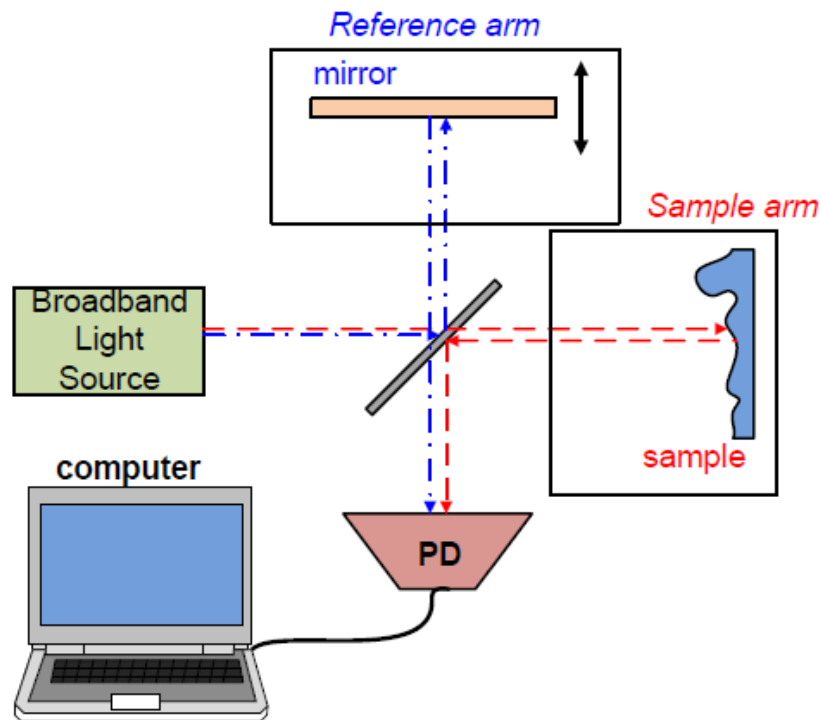 Reference arm
mirror
Sample arm
Broadband
Light
Source
sample
computer
PD